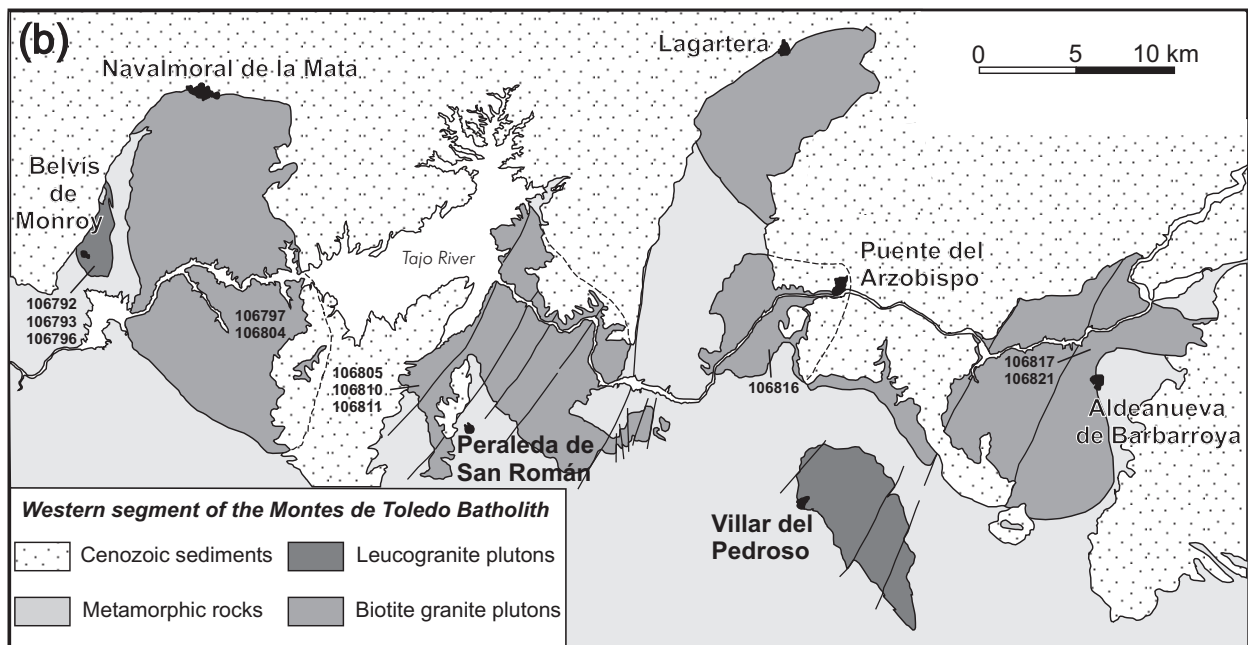 (b)
Navalmoral de la Mata
Lagartera
0 5 10 km
Belvis
de
Monroy
Tajo River
Puente del
Arzobispo
106792
106793
106796
106797
106804
106805
106810
106811
106816
106817
106821
Aldeanueva
de Barbarroya
Peraleda de
San Román
Villar del
Pedroso
Western segment of the Montes de Toledo Batholith
Cenozoic sediments
Leucogranite plutons
Metamorphic rocks
Biotite granite plutons